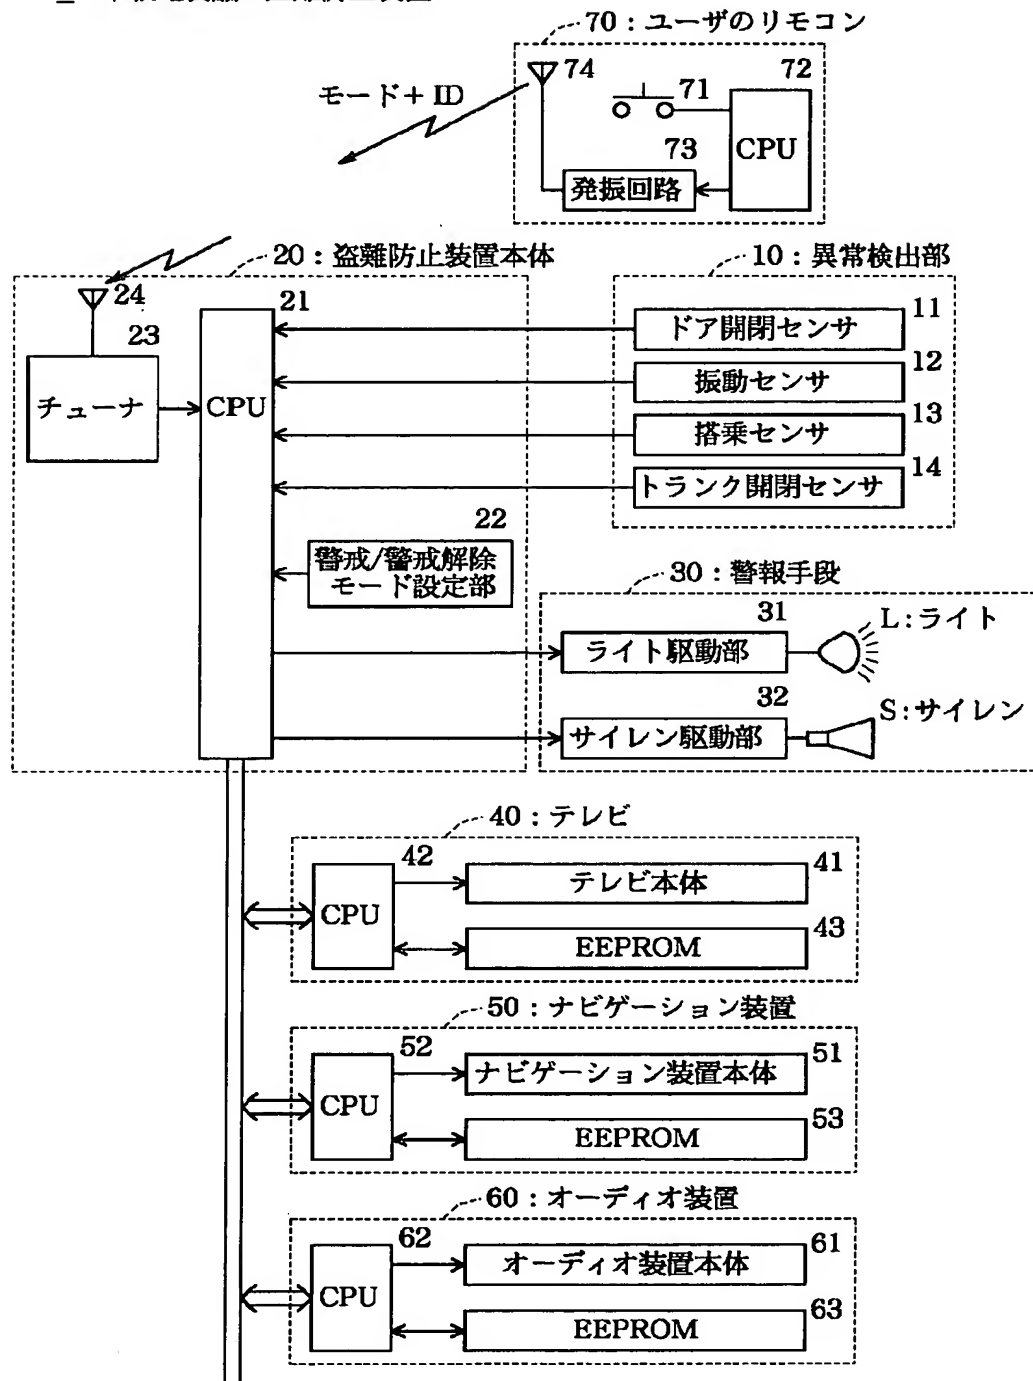 70：ユーザのリモコン
74
71
72
モード＋ID
73
CPU
発振回路
20：盗難防止装置本体
10：異常検出部
24
21
11
23
ドア開閉センサ
12
チューナ
CPU
振動センサ
13
搭乗センサ
14
トランク開閉センサ
22
警戒/警戒解除
モード設定部
30：警報手段
31
L：ライト
ライト駆動部
32
S：サイレン
サイレン駆動部
40：テレビ
42
41
CPU
テレビ本体
43
EEPROM
50：ナビゲーション装置
52
51
CPU
ナビゲーション装置本体
53
EEPROM
60：オーディオ装置
62
61
CPU
オーディオ装置本体
63
EEPROM